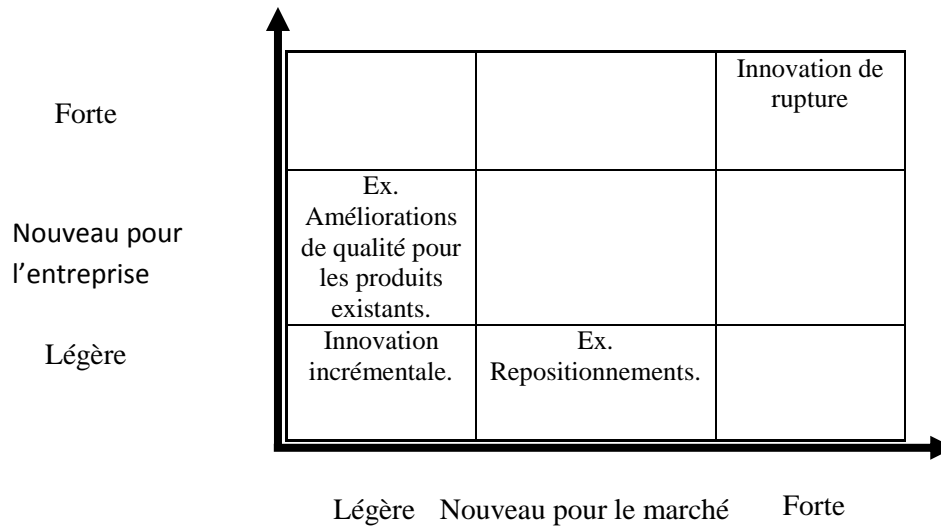 Innovation de
rupture
Forte
Ex.
Améliorations
de qualité pour
les produits
existants.
Nouveau pour
l'entreprise
Innovation
incrémentale.
Ex.
Repositionnements.
Légère
Légère Nouveau pour le marché Forte